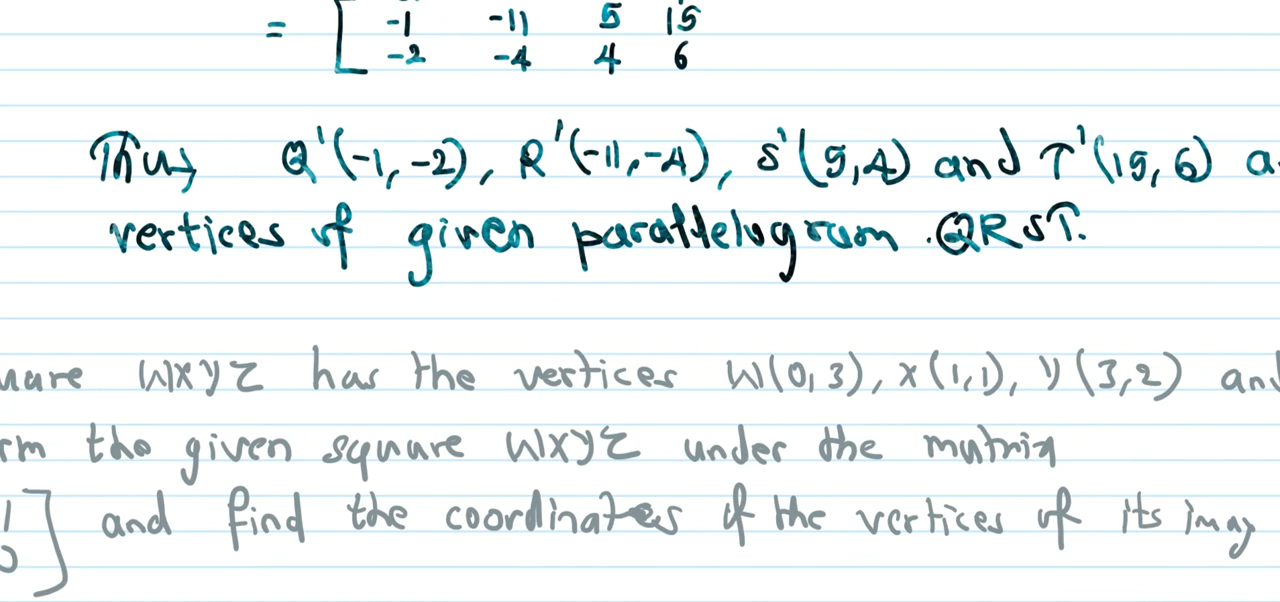 = [ -1 -11 5 15
-2 -4 4 6
Thus Q'(-1, -2), R'(-11, -4), S'(5, 4) and T'(15, 6) a
vertices of given parallelogram QRST.
uare WXYZ has the vertices W(0, 3), X(1, 1), Y(3, 2) and
rm the given square WXYZ under the matrix
1
0 ] and find the coordinates of the vertices of its imag